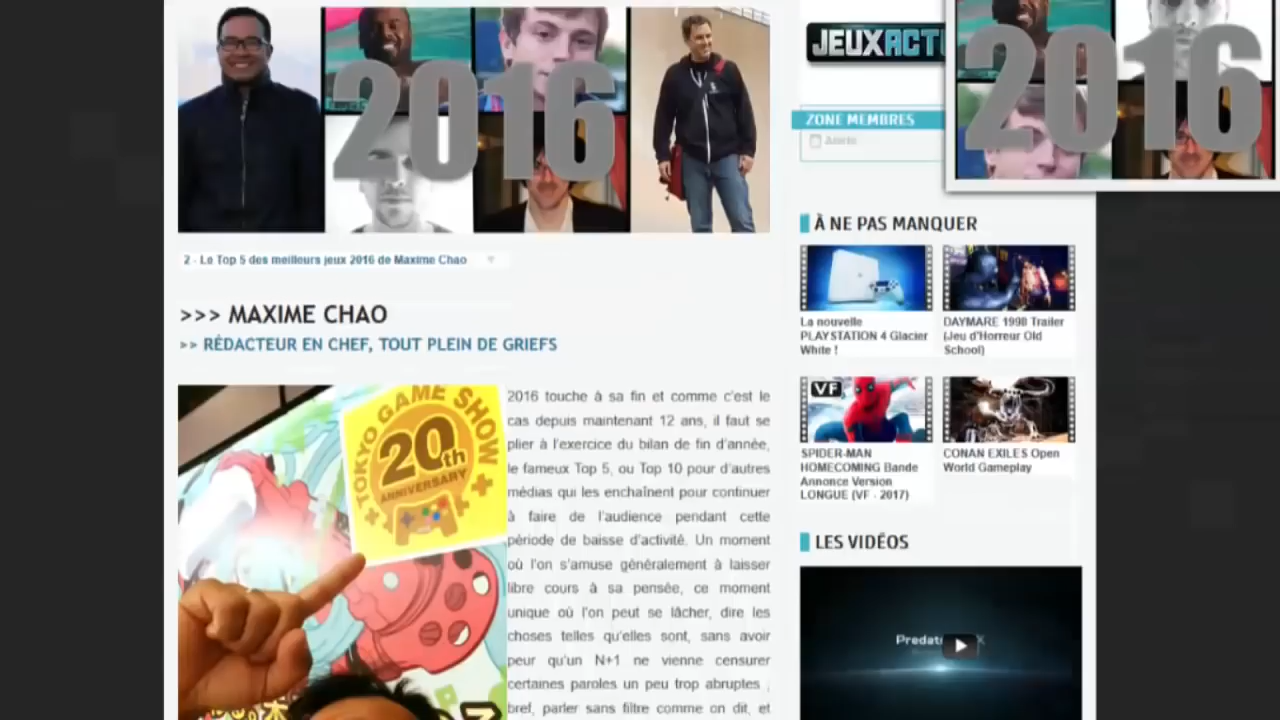 2016
2 - Le Top 5 des meilleurs jeux 2016 de Maxime Chao
>>> MAXIME CHAO
>> RÉDACTEUR EN CHEF, TOUT PLEIN DE GRIEFS
TOKYO GAME SHOW
20th
ANNIVERSARY
2016 touche à sa fin et comme c'est le
cas depuis maintenant 12 ans, il faut se
plier à l'exercice du bilan de fin d'année,
le fameux Top 5, ou Top 10 pour d'autres
médias qui les enchaînent pour continuer
à faire de l'audience pendant cette
période de baisse d'activité. Un moment
où l'on s'amuse généralement à laisser
libre cours à sa pensée, ce moment
unique où l'on peut se lâcher, dire les
choses telles qu'elles sont, sans avoir
peur qu'un N+1 ne vienne censurer
certaines paroles un peu trop abruptes ;
bref, parler sans filtre comme on dit, et
JEUXACTU
2016
ZONE MEMBRES
À NE PAS MANQUER
La nouvelle
PLAYSTATION 4 Glacier
White !
DAYMARE 1998 Trailer
(Jeu d'Horreur Old
School)
VF
SPIDER-MAN
HOMECOMING Bande
Annonce Version
LONGUE (VF - 2017)
CONAN EXILES Open
World Gameplay
LES VIDÉOS